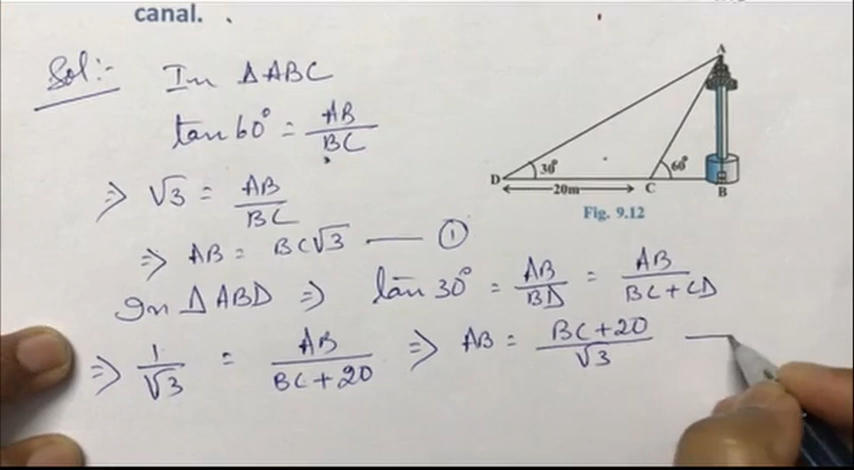 canal.
Sol:- In ΔABC
tan 60° = AB/BC
⇒ √3 = AB/BC
⇒ AB = BC√3 — ①
In ΔABD ⇒ tan 30° = AB/BD = AB/BC+CD
⇒ 1/√3 = AB/BC+20 ⇒ AB = BC+20/√3 —
A
D 30° C 60° B
20m
Fig. 9.12